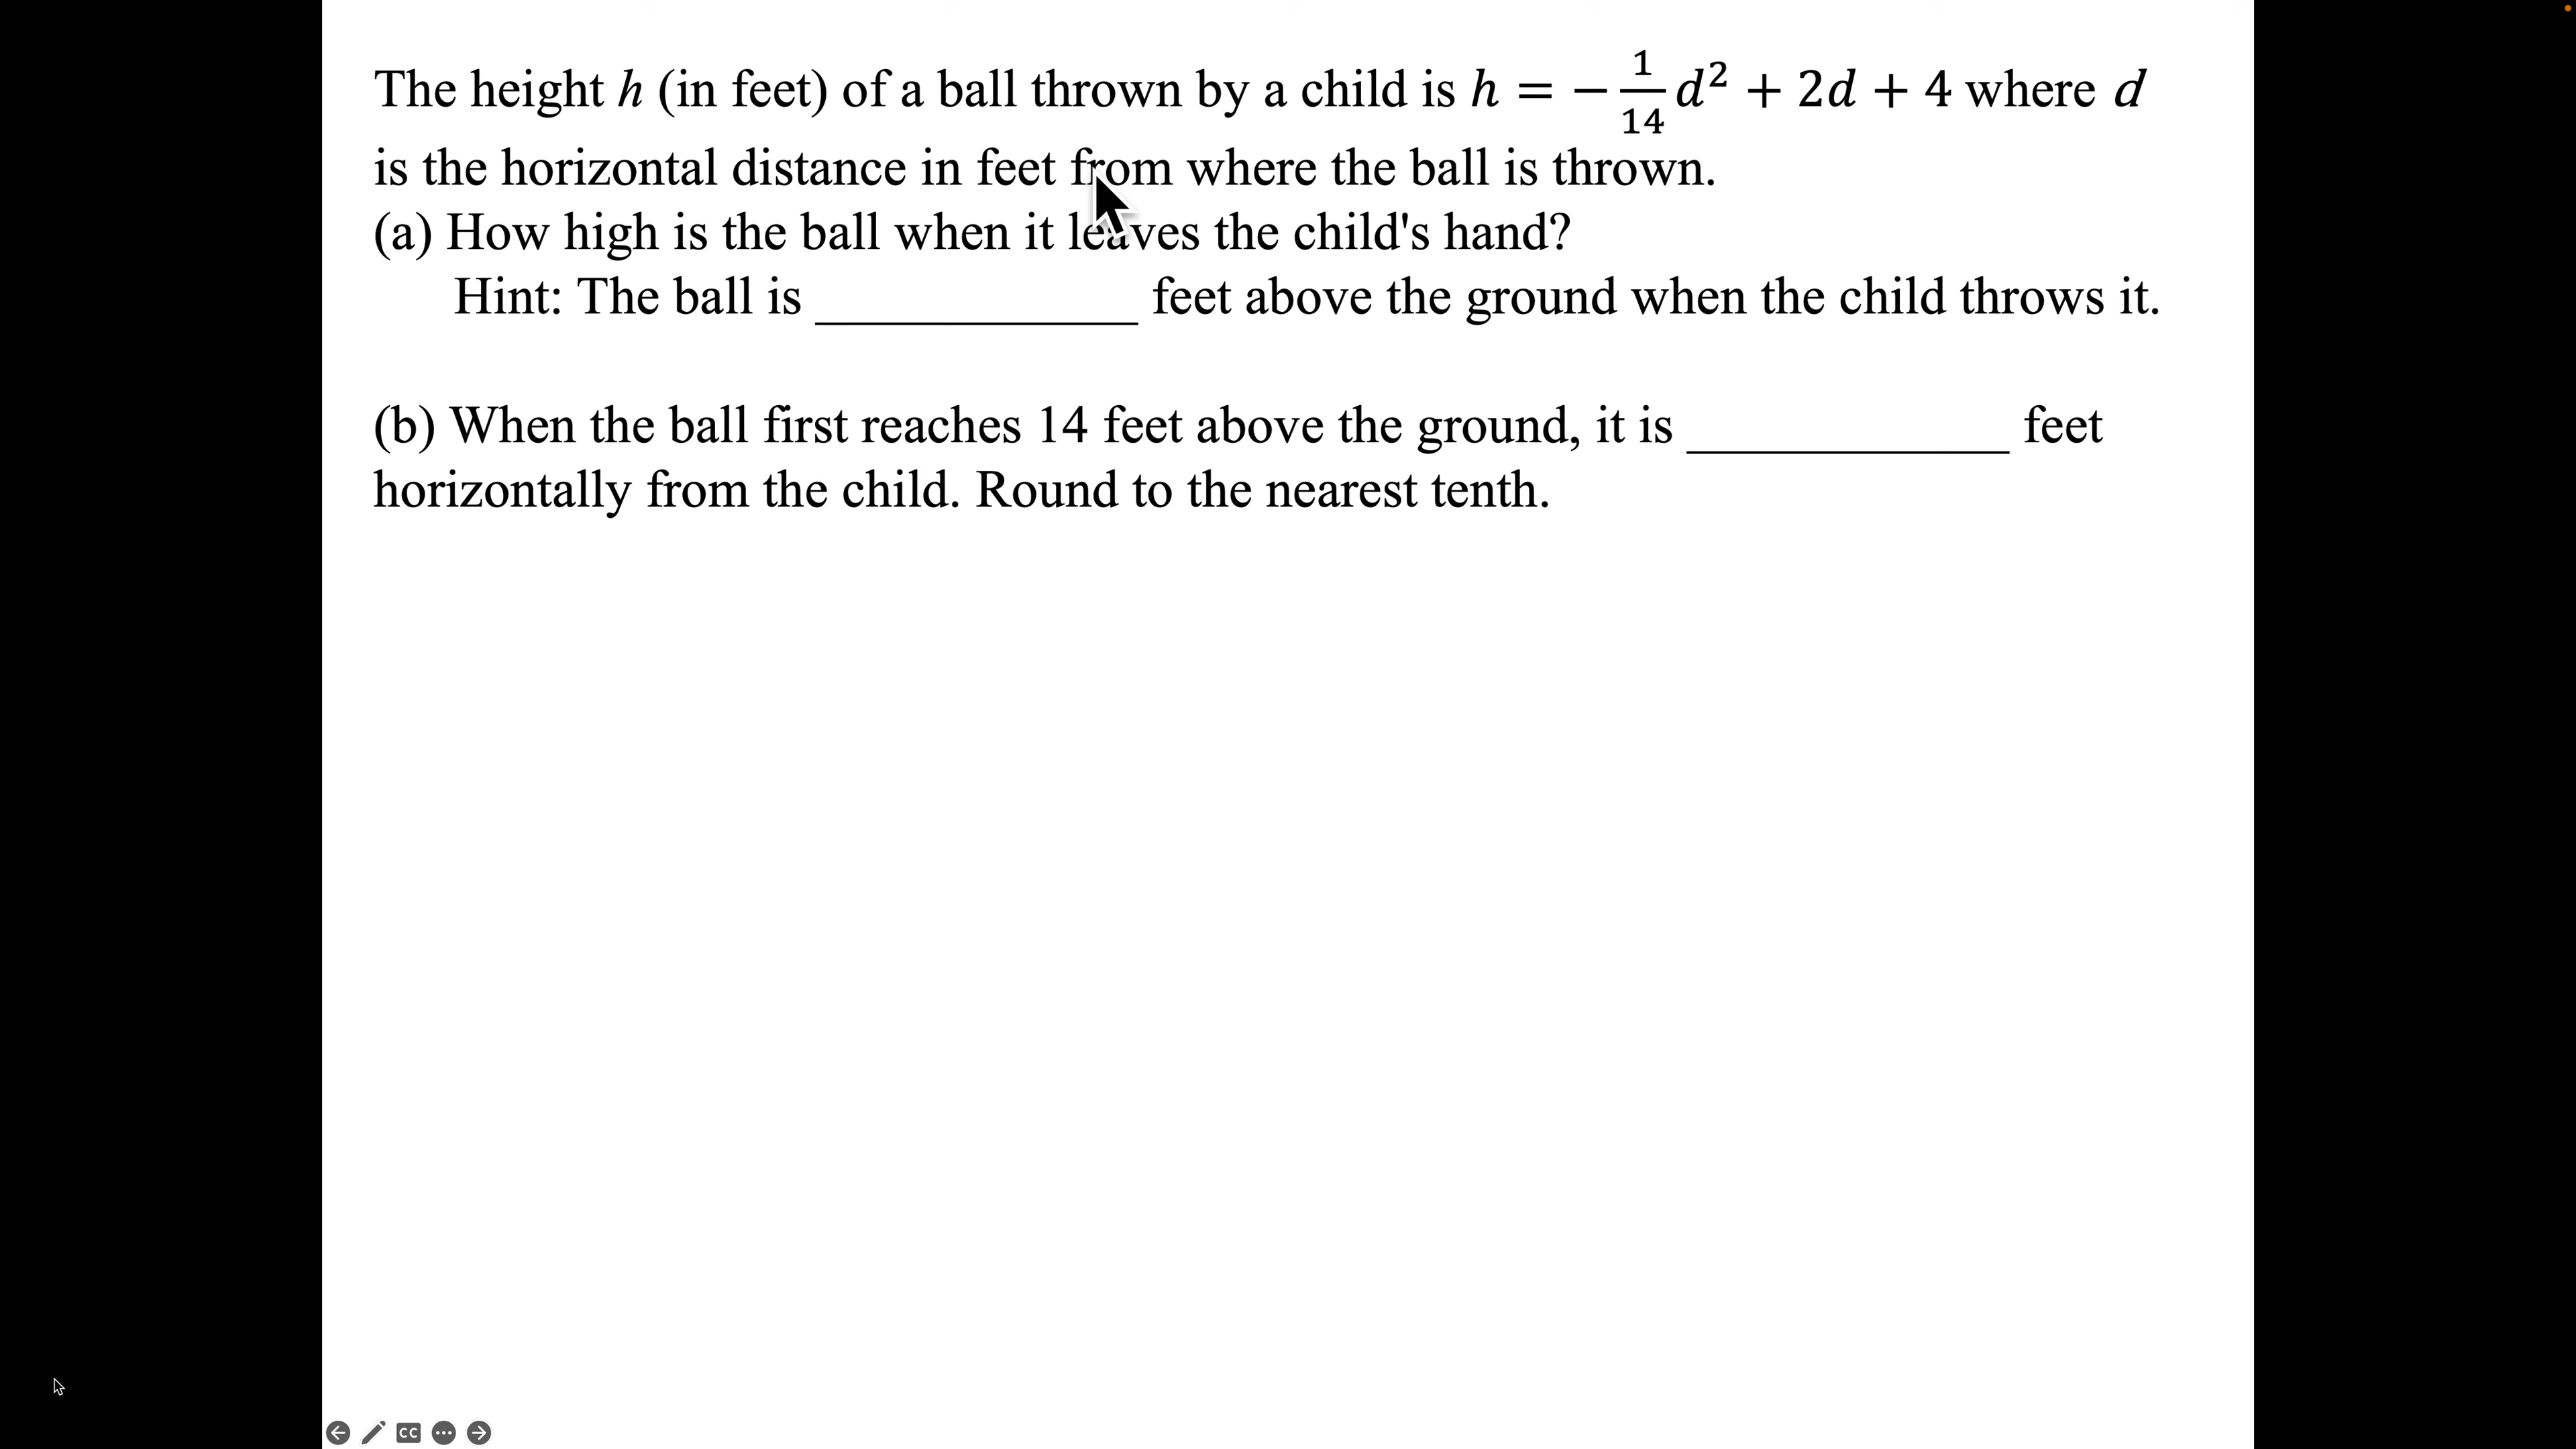 The height h (in feet) of a ball thrown by a child is h = −1/14 d² + 2d + 4 where d
is the horizontal distance in feet from where the ball is thrown.
(a) How high is the ball when it leaves the child's hand?
Hint: The ball is ____________ feet above the ground when the child throws it.
(b) When the ball first reaches 14 feet above the ground, it is ____________ feet
horizontally from the child. Round to the nearest tenth.
CC